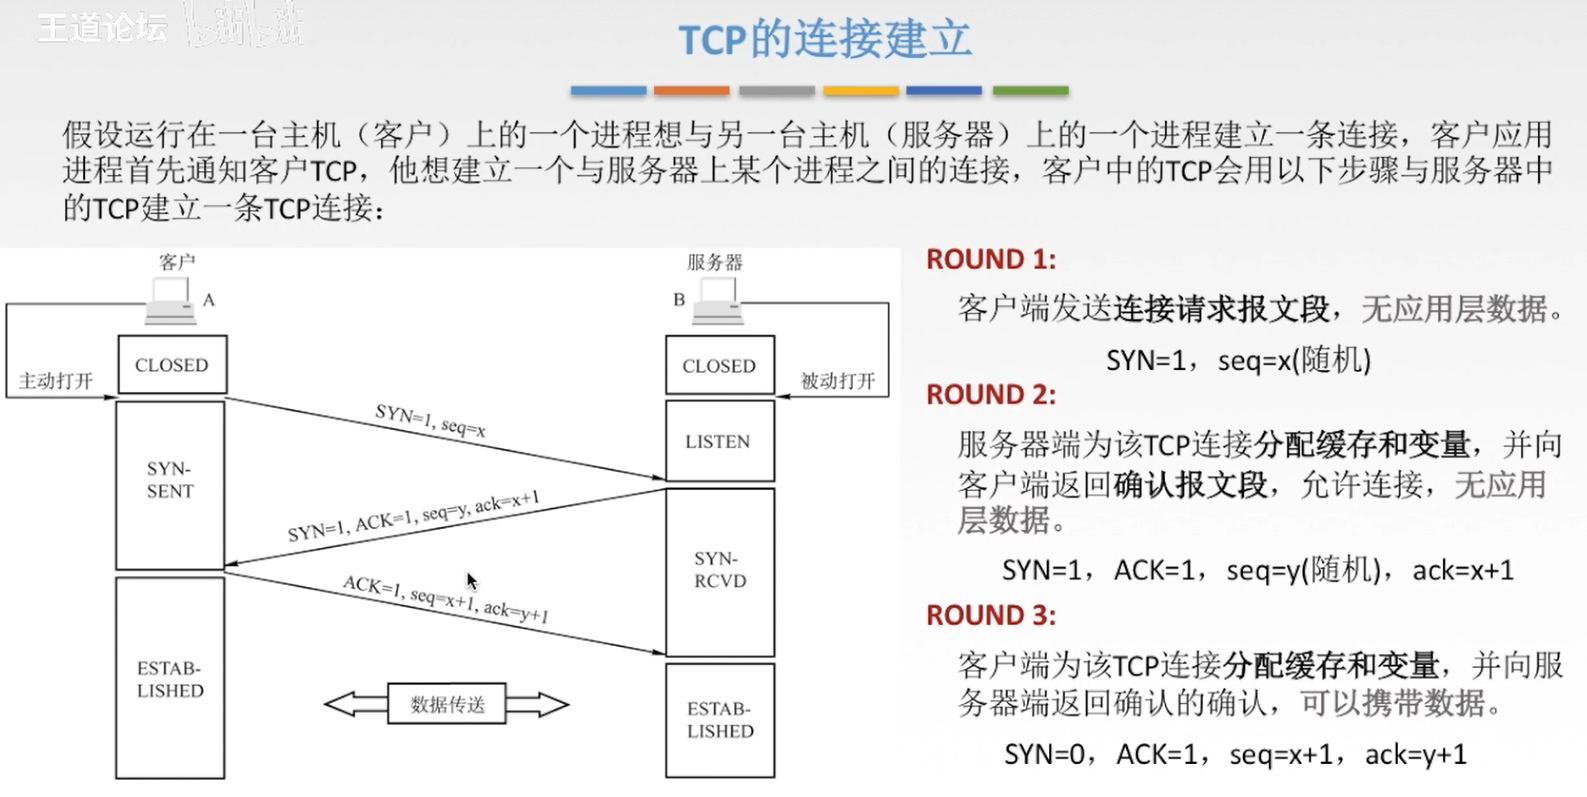 王道论坛 bilibili
TCP的连接建立
假设运行在一台主机（客户）上的一个进程想与另一台主机（服务器）上的一个进程建立一条连接，客户应用
进程首先通知客户TCP，他想建立一个与服务器上某个进程之间的连接，客户中的TCP会用以下步骤与服务器中
的TCP建立一条TCP连接：
客户
A
服务器
B
CLOSED
CLOSED
主动打开
被动打开
SYN=1, seq=x
LISTEN
SYN-
SENT
SYN=1, ACK=1, seq=y, ack=x+1
SYN-
RCVD
ACK=1, seq=x+1, ack=y+1
ESTAB-
LISHED
数据传送
ESTAB-
LISHED
ROUND 1:
客户端发送连接请求报文段，无应用层数据。
SYN=1，seq=x(随机)
ROUND 2:
服务器端为该TCP连接分配缓存和变量，并向
客户端返回确认报文段，允许连接，无应用
层数据。
SYN=1，ACK=1，seq=y(随机)，ack=x+1
ROUND 3:
客户端为该TCP连接分配缓存和变量，并向服
务器端返回确认的确认，可以携带数据。
SYN=0，ACK=1，seq=x+1，ack=y+1